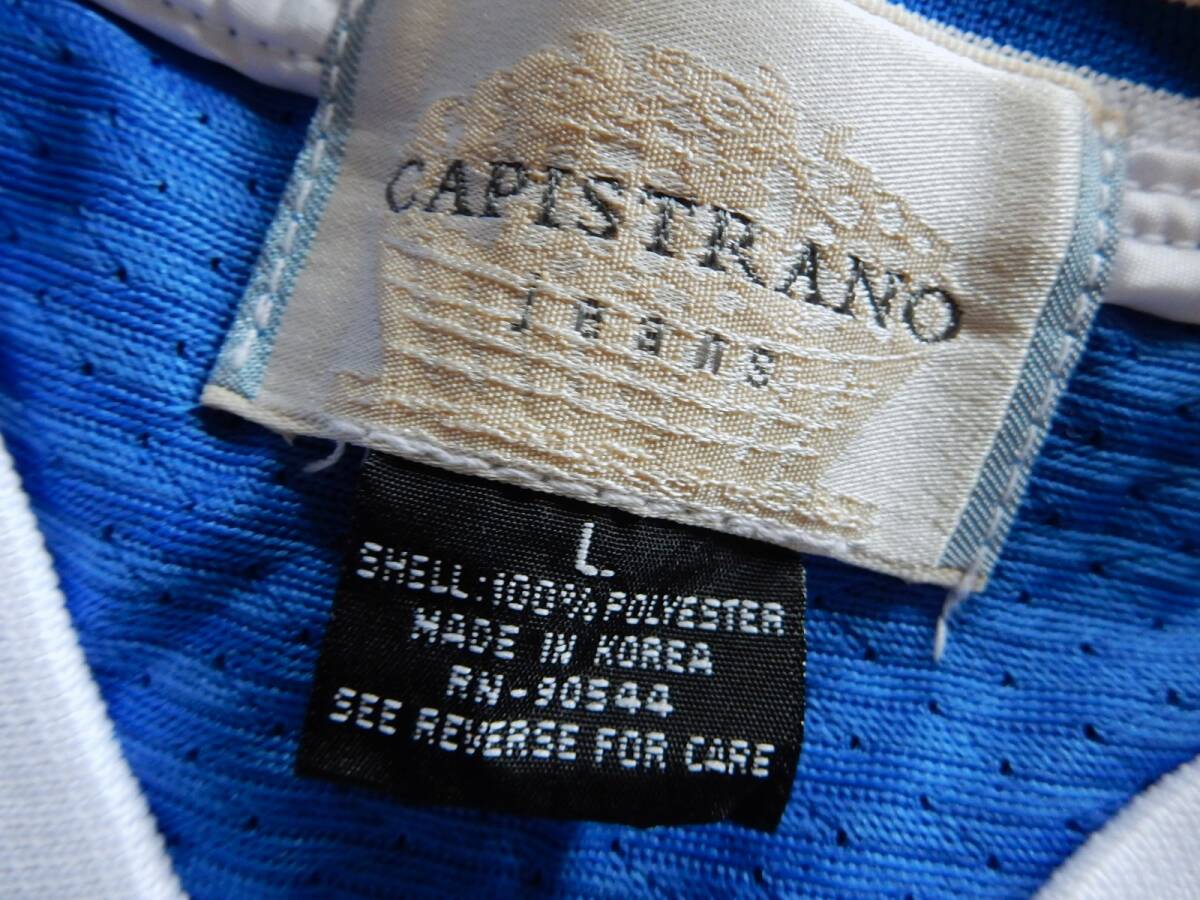 CAPISTRANO
jeans
L
SHELL:100% POLYESTER
MADE IN KOREA
RN-90544
SEE REVERSE FOR CARE